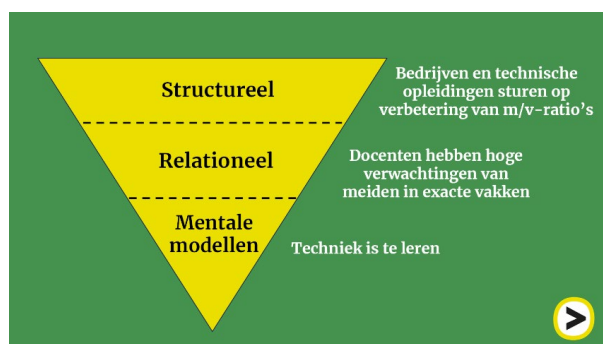 Structureel
Bedrijven en technische
opleidingen sturen op
verbetering van m/v-ratio’s
Relationeel
Docenten hebben hoge
verwachtingen van
meiden in exacte vakken
Mentale
modellen
Techniek is te leren
>